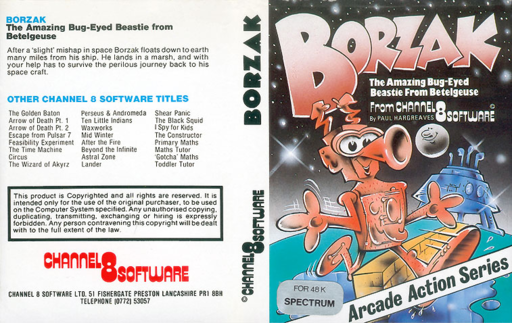 BORZAK
The Amazing Bug-Eyed Beastie from
Betelgeuse
After a 'slight' mishap in space Borzak floats down to earth
many miles from his ship. He lands in a marsh, and with
your help has to survive the perilous journey back to his
space craft.
OTHER CHANNEL 8 SOFTWARE TITLES
The Golden Baton Perseus & Andromeda Shear Panic
Arrow of Death Pt. 1 Ten Little Indians The Black Squid
Arrow of Death Pt. 2 Waxworks I Spy for Kids
Escape from Pulsar 7 Mid Winter The Constructor
Feasibility Experiment After the Fire Primary Maths
The Time Machine Beyond the Infinite Maths Tutor
Circus Astral Zone 'Gotcha' Maths
The Wizard of Akyrz Lander Toddler Tutor
This product is Copyrighted and all rights are reserved. It is
intended only for the use of the original purchaser, to be used
on the Computer System specified. Any unauthorised copying,
duplicating, transmitting, exchanging or hiring is expressly
forbidden. Any person contravening this copyright will be dealt
with to the full extent of the law.
CHANNEL 8 SOFTWARE
CHANNEL 8 SOFTWARE LTD, 51 FISHERGATE PRESTON LANCASHIRE PR1 8BH
TELEPHONE (0772) 53057
BORZAK
© CHANNEL 8 SOFTWARE
BORZAK
The Amazing Bug-Eyed
Beastie From Betelgeuse
From CHANNEL 8 SOFTWARE ©
By PAUL HARGREAVES
FOR 48K
SPECTRUM
Arcade Action Series